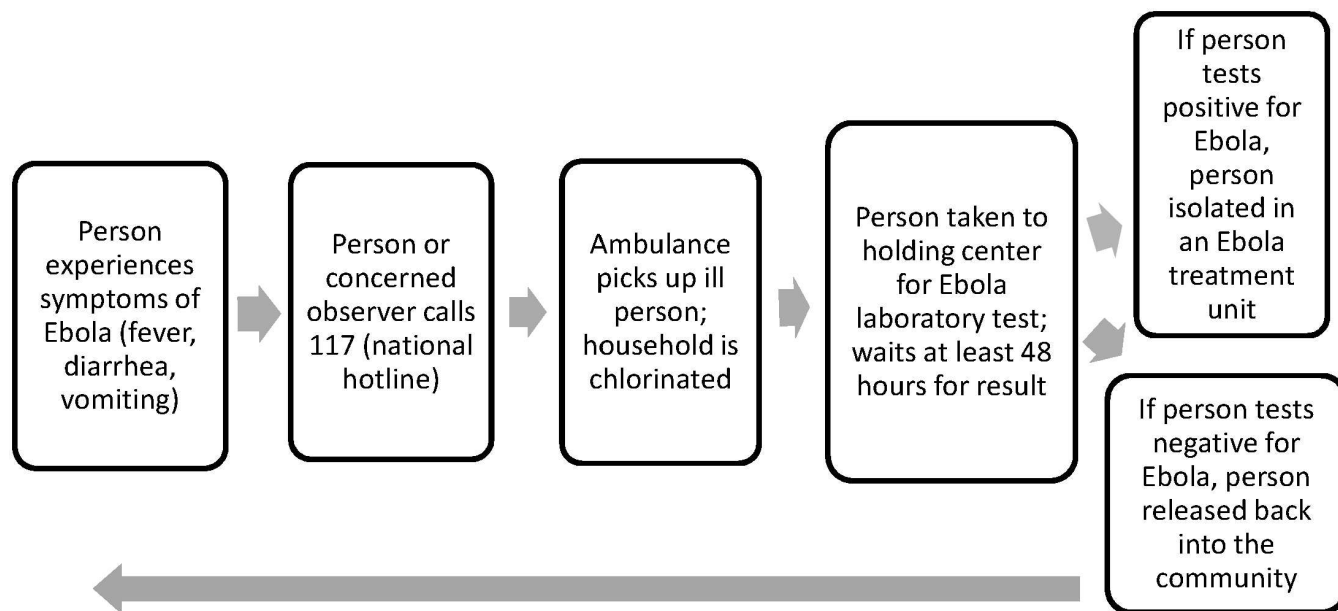 Person
experiences
symptoms of
Ebola (fever,
diarrhea,
vomiting)
Person or
concerned
observer calls
117 (national
hotline)
Ambulance
picks up ill
person;
household is
chlorinated
Person taken to
holding center
for Ebola
laboratory test;
waits at least 48
hours for result
If person
tests
positive for
Ebola,
person
isolated in
an Ebola
treatment
unit
If person tests
negative for
Ebola, person
released back
into the
community